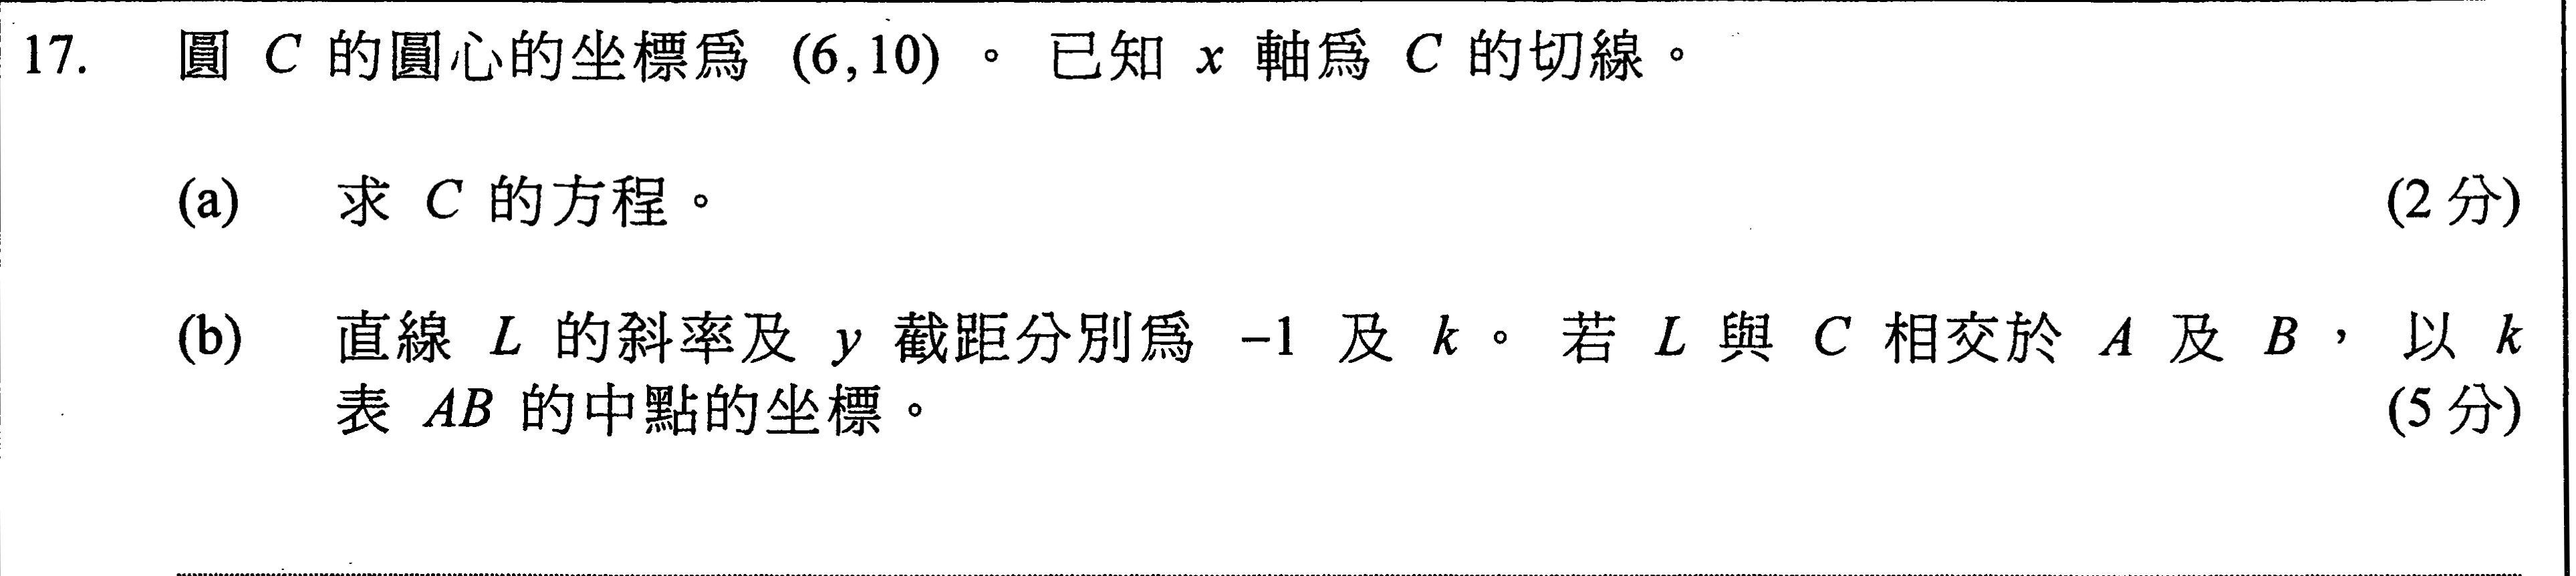 17. 圓 C 的圓心的坐標爲 (6,10) 。 已知 x 軸爲 C 的切線。
(a) 求 C 的方程。 (2 分)
(b) 直線 L 的斜率及 y 截距分別爲 −1 及 k 。 若 L 與 C 相交於 A 及 B ， 以 k
表 AB 的中點的坐標。 (5 分)